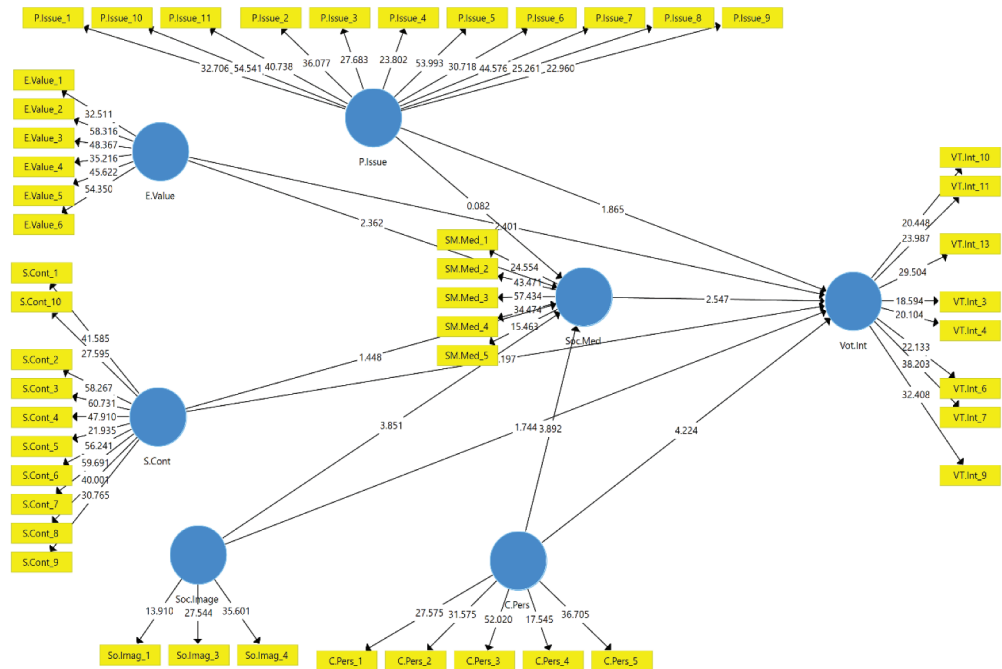 P.Issue_1 P.Issue_10 P.Issue_11 P.Issue_2 P.Issue_3 P.Issue_4 P.Issue_5 P.Issue_6 P.Issue_7 P.Issue_8 P.Issue_9
32.706 54.541 40.738 36.077 27.683 23.802 53.993 30.718 44.576 25.261 22.960
P.Issue
E.Value_1
E.Value_2
E.Value_3
E.Value_4
E.Value_5
E.Value_6
32.511
58.316
48.367
35.216
45.622
54.350
E.Value
2.362
0.082
1.865
2.401
SM.Med_1
SM.Med_2
SM.Med_3
SM.Med_4
SM.Med_5
24.554
43.471
57.434
34.474
15.463
Soc.Med
2.547
VT.Int_10
VT.Int_11
VT.Int_13
VT.Int_3
VT.Int_4
VT.Int_6
VT.Int_7
VT.Int_9
20.448
23.987
29.504
18.594
20.104
22.133
38.203
32.408
Vot.Int
S.Cont_1
S.Cont_10
S.Cont_2
S.Cont_3
S.Cont_4
S.Cont_5
S.Cont_6
S.Cont_7
S.Cont_8
S.Cont_9
41.585
27.595
58.267
60.731
47.910
21.935
56.241
59.691
40.001
30.765
S.Cont
1.448
.197
3.851
1.744
3.892
4.224
Soc.Image
13.910 27.544 35.601
So.Imag_1 So.Imag_3 So.Imag_4
C.Pers
27.575 31.575 52.020 17.545 36.705
C.Pers_1 C.Pers_2 C.Pers_3 C.Pers_4 C.Pers_5